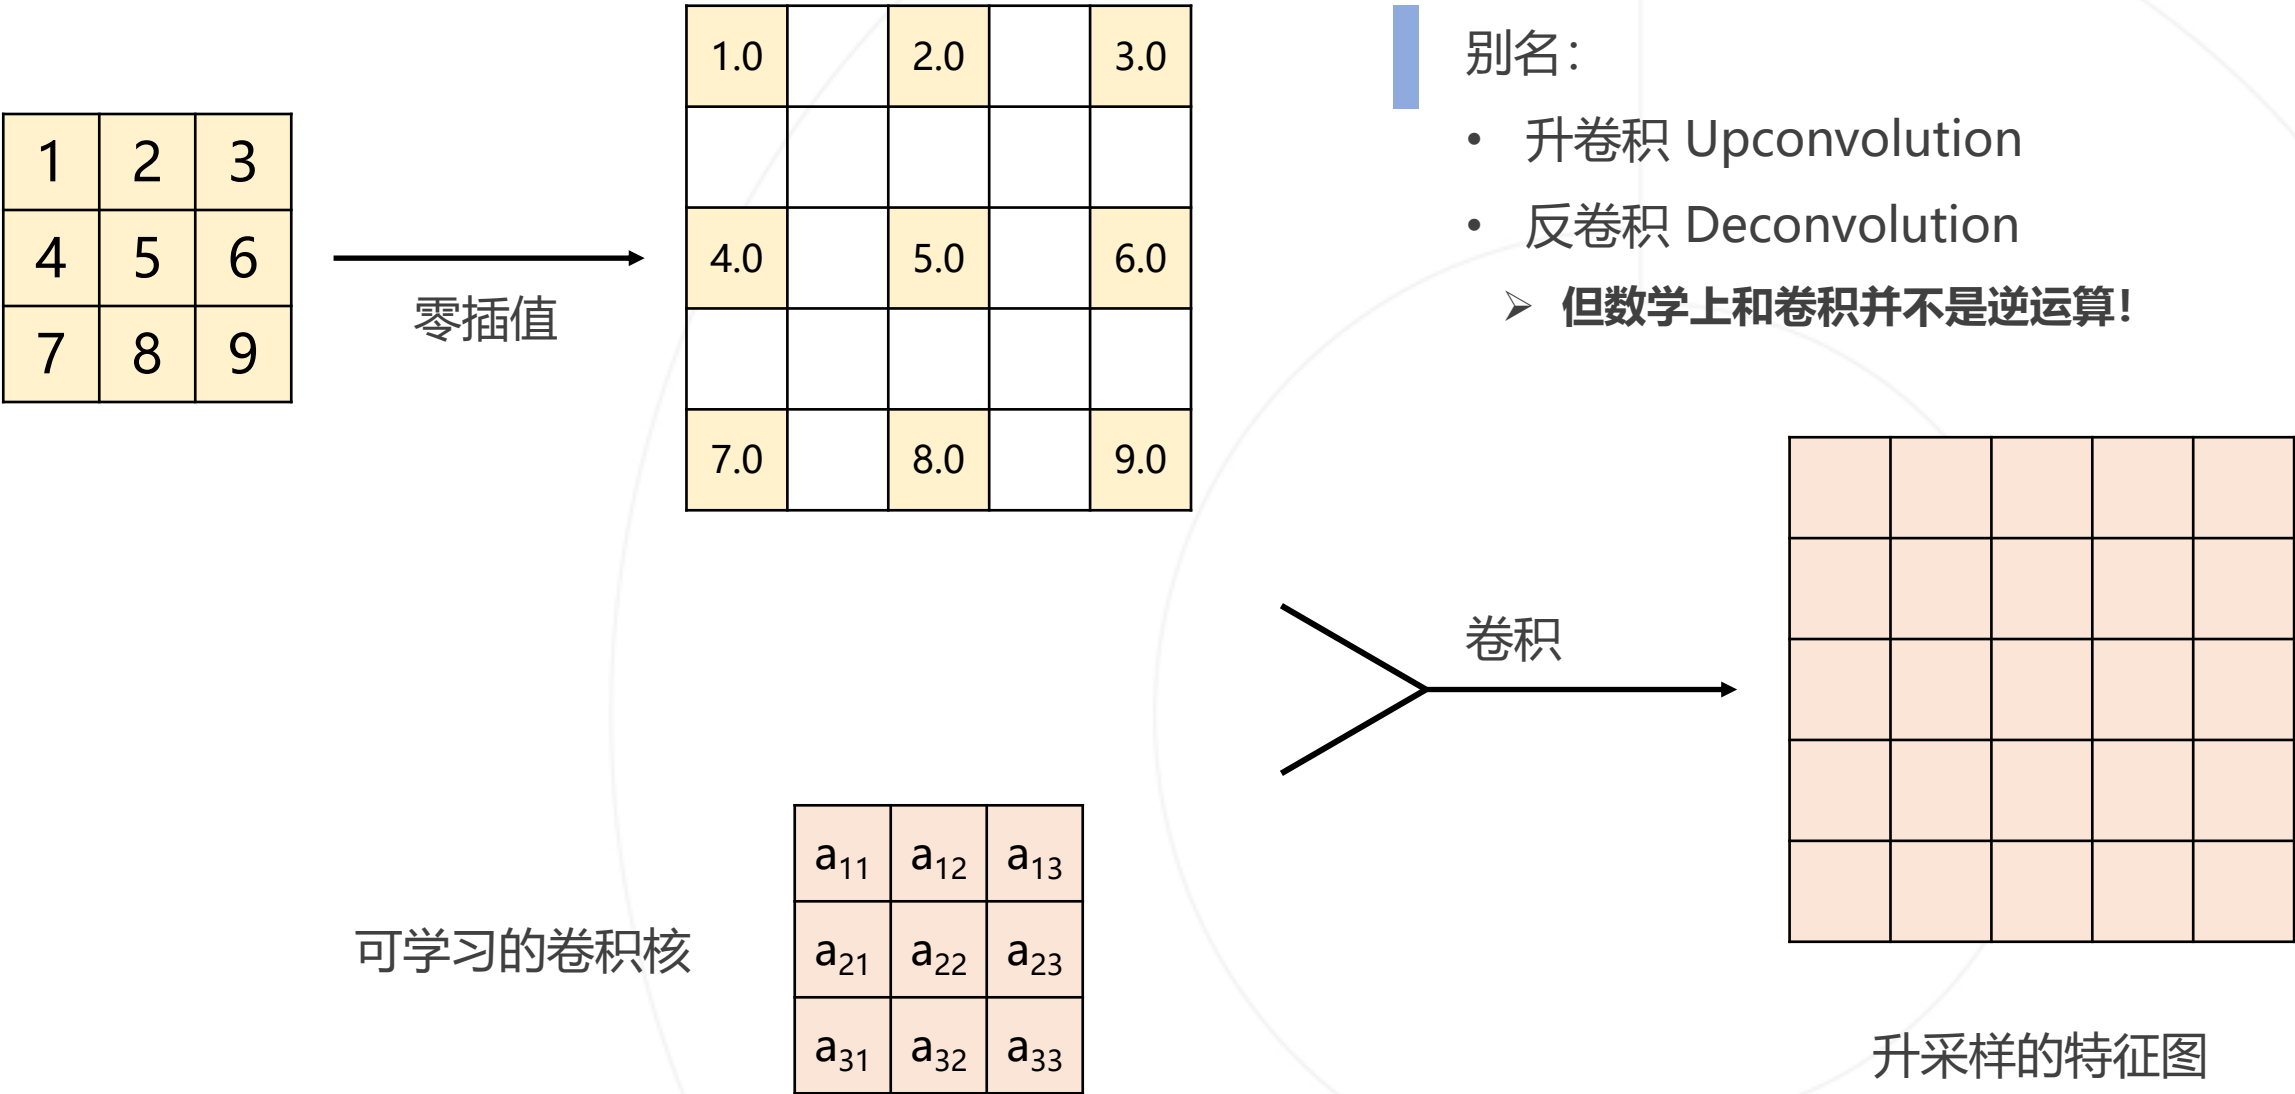 1 2 3
4 5 6
7 8 9
零插值
1.0 2.0 3.0
4.0 5.0 6.0
7.0 8.0 9.0
别名：
• 升卷积 Upconvolution
• 反卷积 Deconvolution
➢ 但数学上和卷积并不是逆运算！
卷积
可学习的卷积核
a₁₁ a₁₂ a₁₃
a₂₁ a₂₂ a₂₃
a₃₁ a₃₂ a₃₃
升采样的特征图